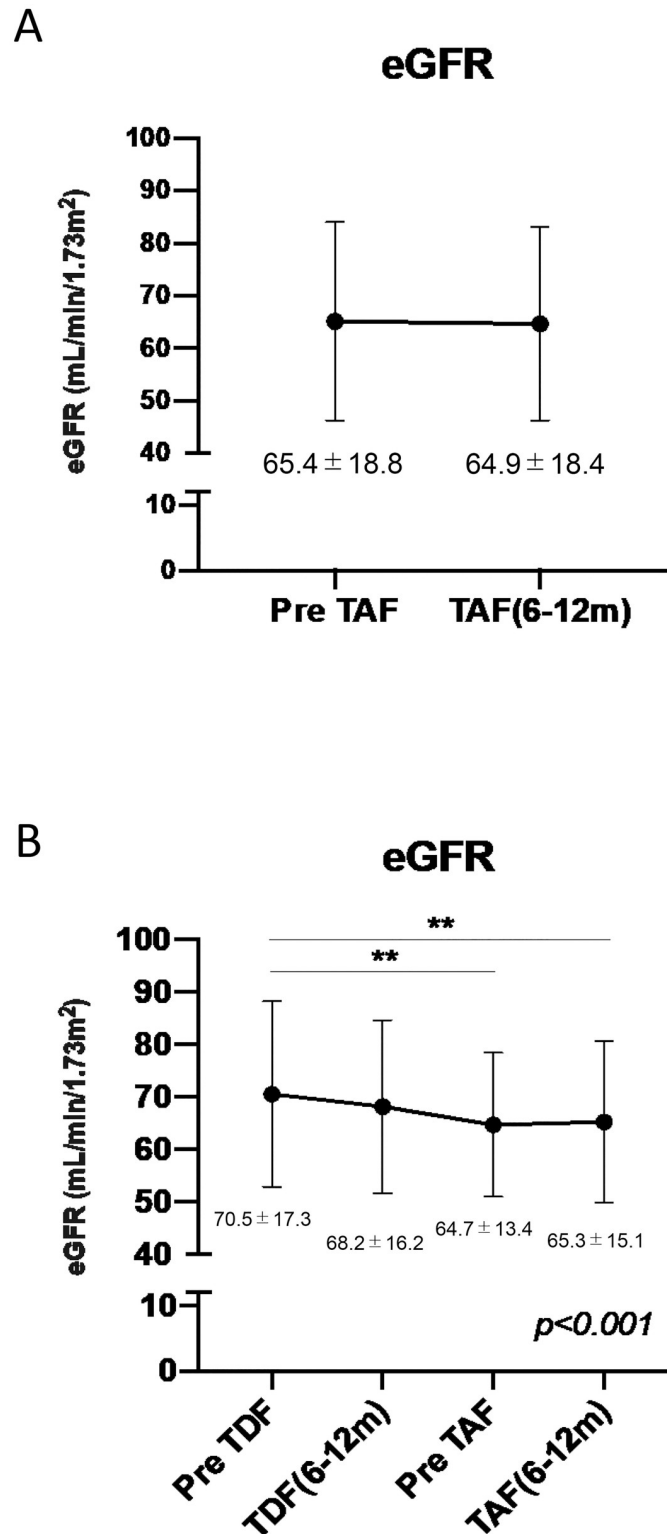 A
eGFR
eGFR (mL/min/1.73m²)
100
90
80
70
60
50
40
10
0
65.4 ± 18.8
64.9 ± 18.4
Pre TAF
TAF(6-12m)
B
eGFR
eGFR (mL/min/1.73m²)
100
90
80
70
60
50
40
10
0
**
**
70.5 ± 17.3
68.2 ± 16.2
64.7 ± 13.4
65.3 ± 15.1
p<0.001
Pre TDF
TDF(6-12m)
Pre TAF
TAF(6-12m)